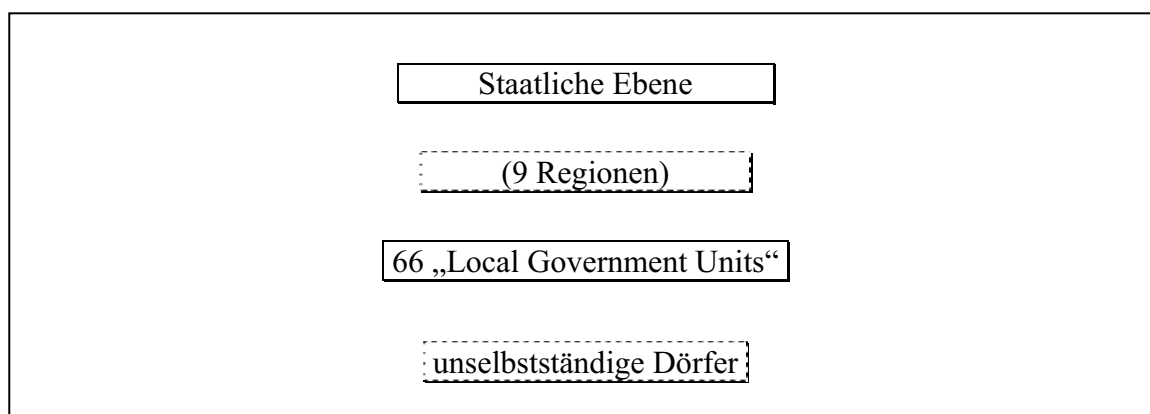 Staatliche Ebene
(9 Regionen)
66 „Local Government Units“
unselbstständige Dörfer